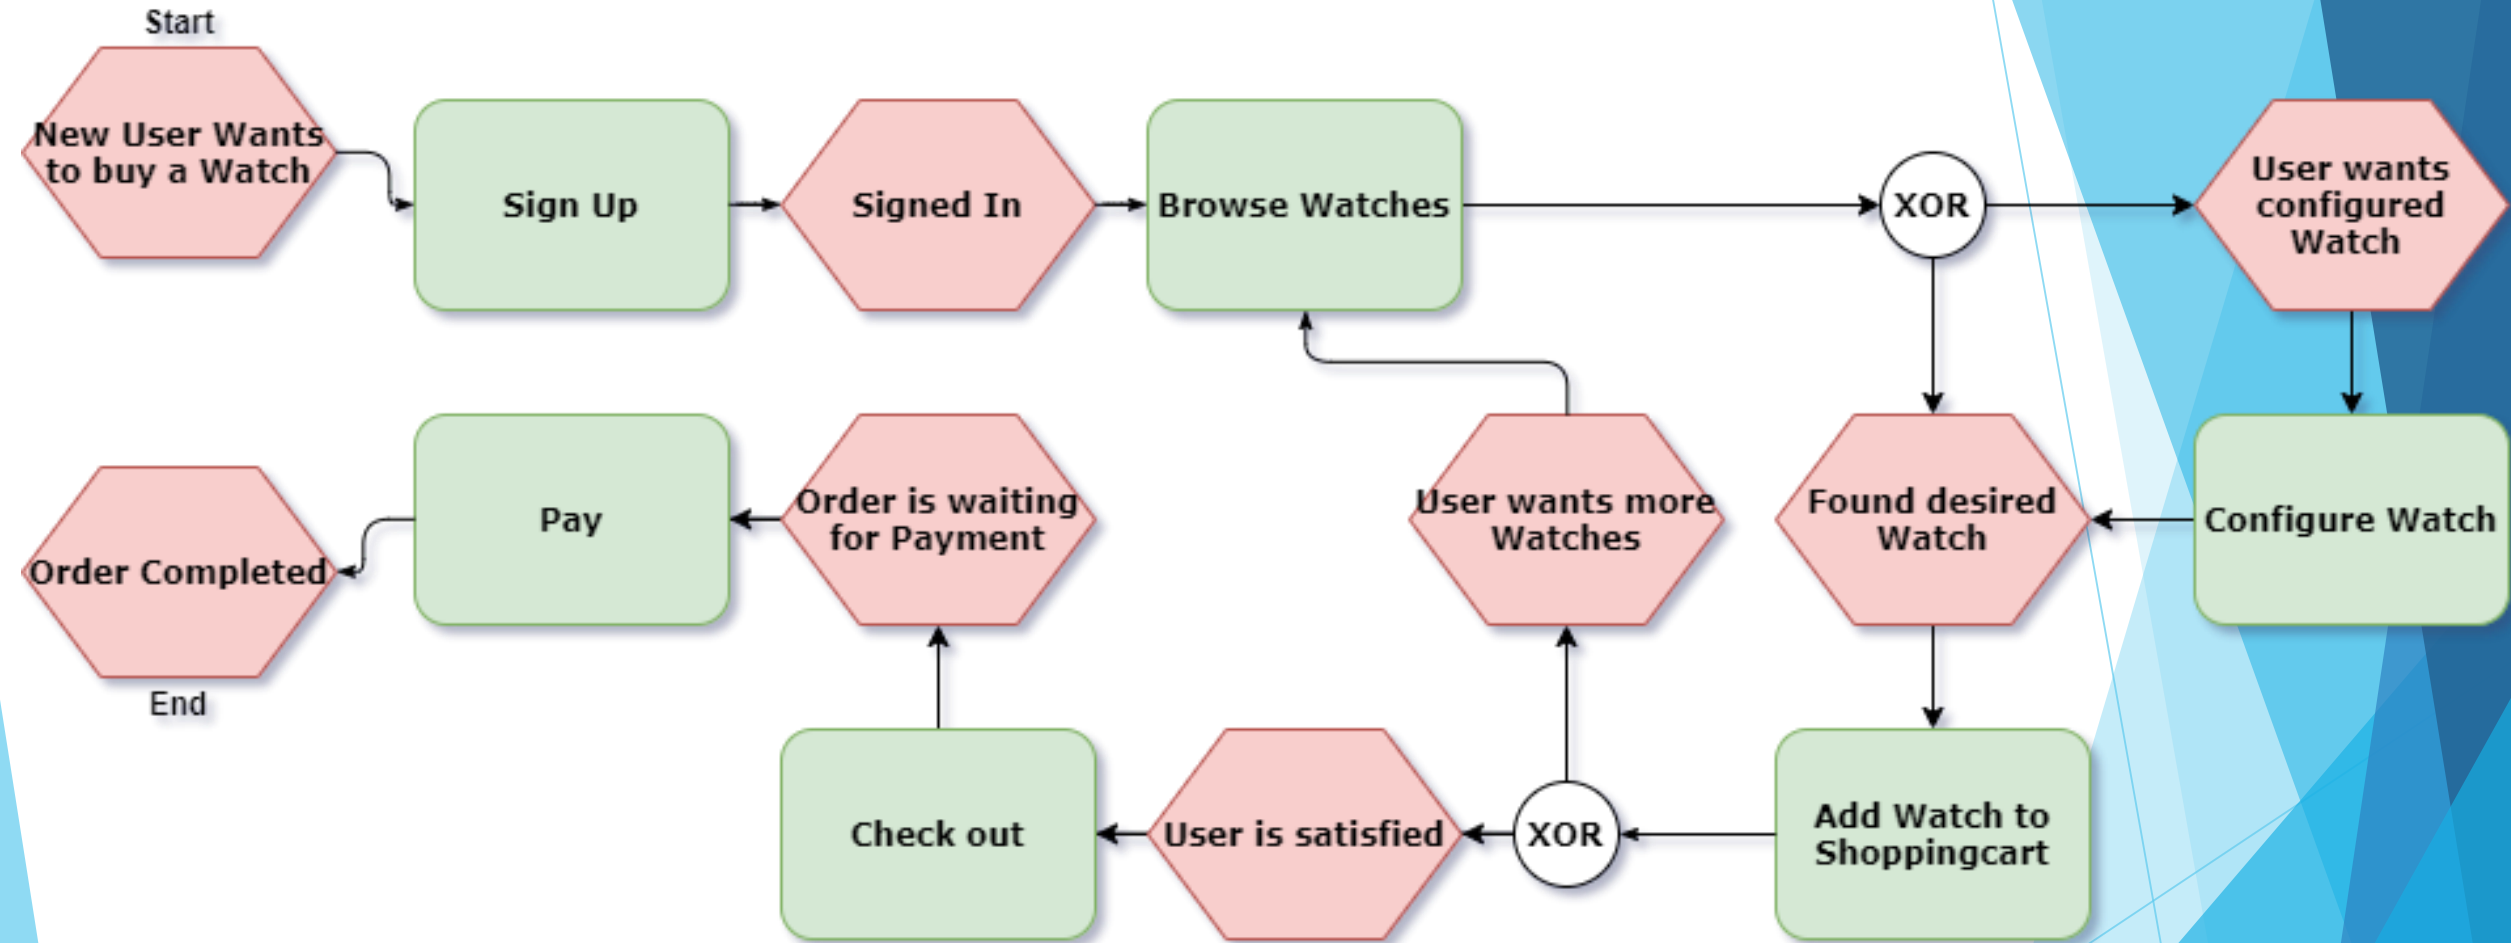 Start
New User Wants
to buy a Watch
Sign Up
Signed In
Browse Watches
XOR
User wants
configured
Watch
Order Completed
End
Pay
Order is waiting
for Payment
User wants more
Watches
Found desired
Watch
Configure Watch
Check out
User is satisfied
XOR
Add Watch to
Shoppingcart